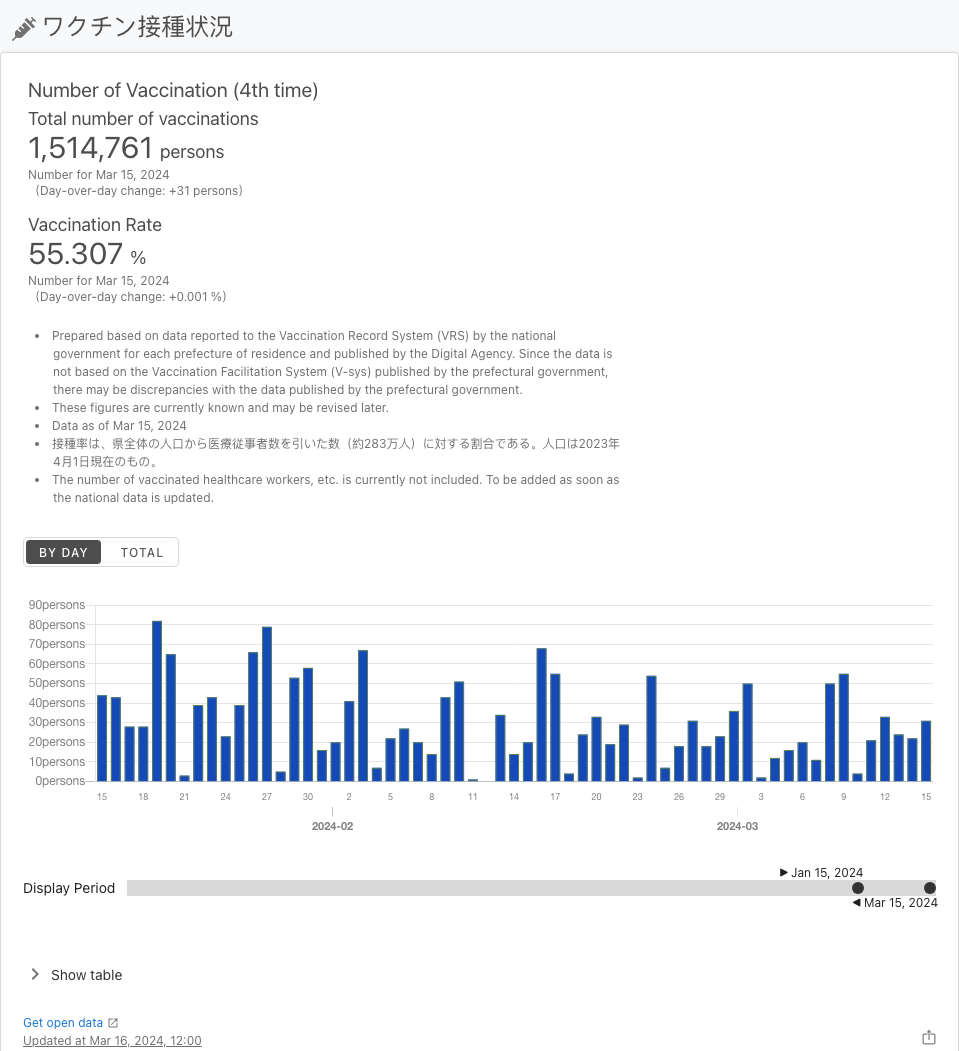 ワクチン接種状況
Number of Vaccination (4th time)
Total number of vaccinations
1,514,761 persons
Number for Mar 15, 2024
(Day-over-day change: +31 persons)
Vaccination Rate
55.307 %
Number for Mar 15, 2024
(Day-over-day change: +0.001 %)
• Prepared based on data reported to the Vaccination Record System (VRS) by the national
government for each prefecture of residence and published by the Digital Agency. Since the data is
not based on the Vaccination Facilitation System (V-sys) published by the prefectural government,
there may be discrepancies with the data published by the prefectural government.
• These figures are currently known and may be revised later.
• Data as of Mar 15, 2024
• 接種率は、県全体の人口から医療従事者数を引いた数（約283万人）に対する割合である。人口は2023年
4月1日現在のもの。
• The number of vaccinated healthcare workers, etc. is currently not included. To be added as soon as
the national data is updated.
BY DAY TOTAL
90persons
80persons
70persons
60persons
50persons
40persons
30persons
20persons
10persons
0persons
15 18 21 24 27 30 2 5 8 11 14 17 20 23 26 29 3 6 9 12 15
2024-02 2024-03
Jan 15, 2024
Display Period
Mar 15, 2024
Show table
Get open data
Updated at Mar 16, 2024, 12:00